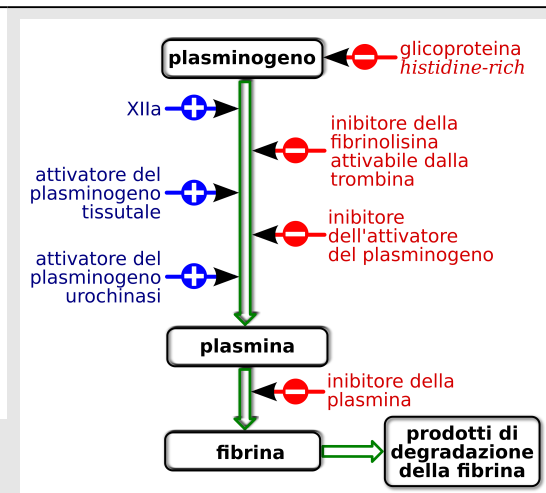 plasminogeno
glicoproteina
histidine-rich
XIIa
inibitore della
fibrinolisina
attivabile dalla
trombina
attivatore del
plasminogeno
tissutale
inibitore
dell'attivatore
del plasminogeno
attivatore del
plasminogeno
urochinasi
plasmina
inibitore della
plasmina
fibrina
prodotti di
degradazione
della fibrina